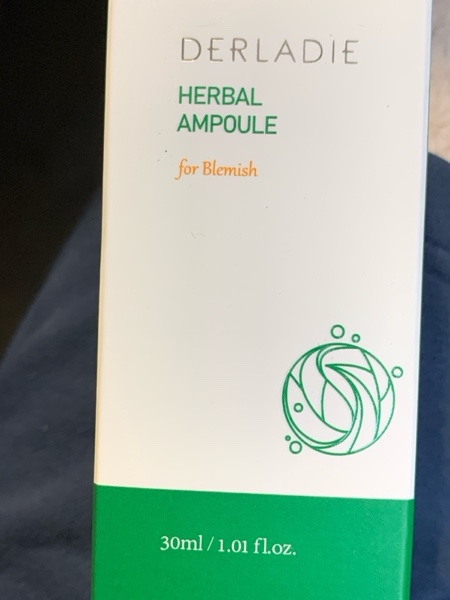 DERLADIE
HERBAL
AMPOULE
for Blemish
30ml / 1.01 fl.oz.